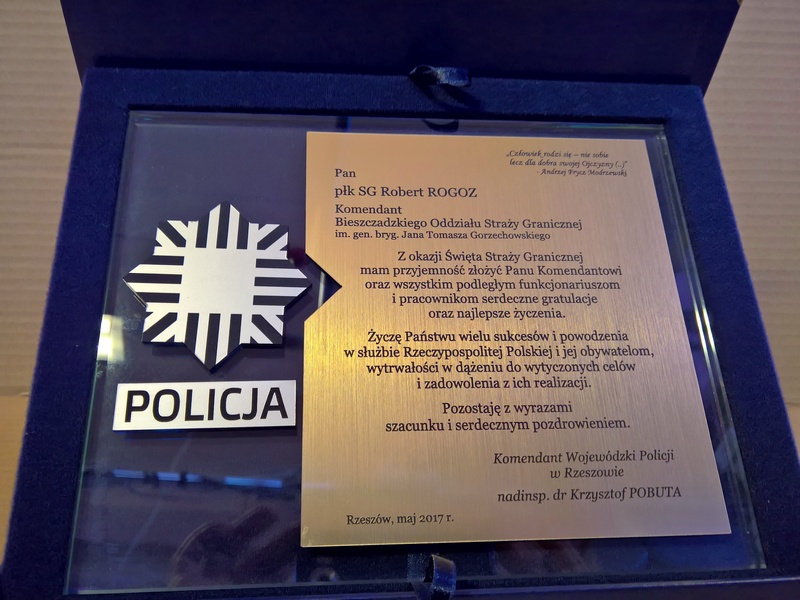 „Człowiek rodzi się – nie sobie
lecz dla dobra swojej Ojczyzny (..)”
- Andrzej Frycz Modrzewski
Pan
płk SG Robert ROGOZ
Komendant
Bieszczadzkiego Oddziału Straży Granicznej
im. gen. bryg. Jana Tomasza Gorzechowskiego
Z okazji Święta Straży Granicznej
mam przyjemność złożyć Panu Komendantowi
oraz wszystkim podległym funkcjonariuszom
i pracownikom serdeczne gratulacje
oraz najlepsze życzenia.
Życzę Państwu wielu sukcesów i powodzenia
w służbie Rzeczypospolitej Polskiej i jej obywatelom,
wytrwałości w dążeniu do wytyczonych celów
i zadowolenia z ich realizacji.
Pozostaję z wyrazami
szacunku i serdecznym pozdrowieniem.
Komendant Wojewódzki Policji
w Rzeszowie
nadinsp. dr Krzysztof POBUTA
Rzeszów, maj 2017 r.
POLICJA